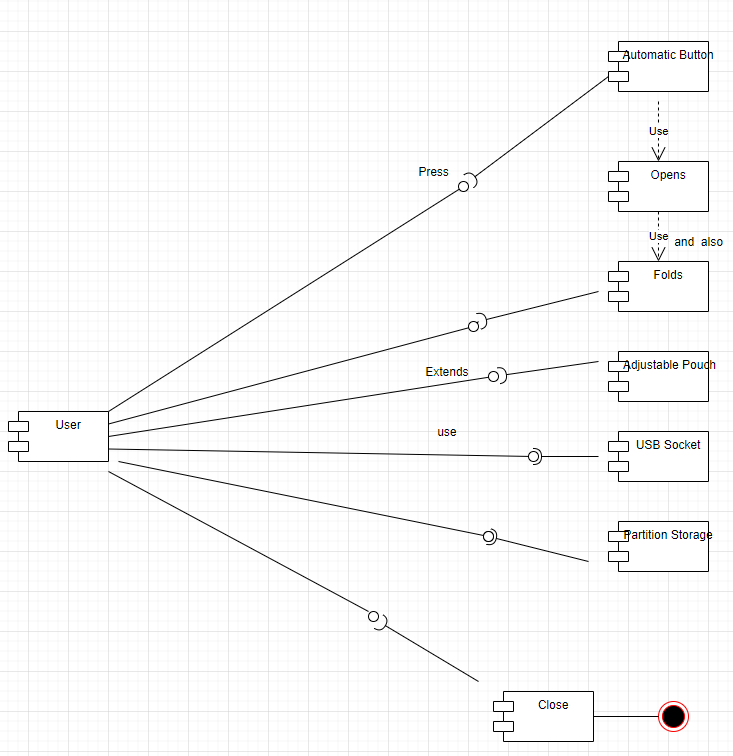 Automatic Button
Use
Press
Opens
Use
and also
Folds
Extends
Adjustable Pouch
User
use
USB Socket
Partition Storage
Close